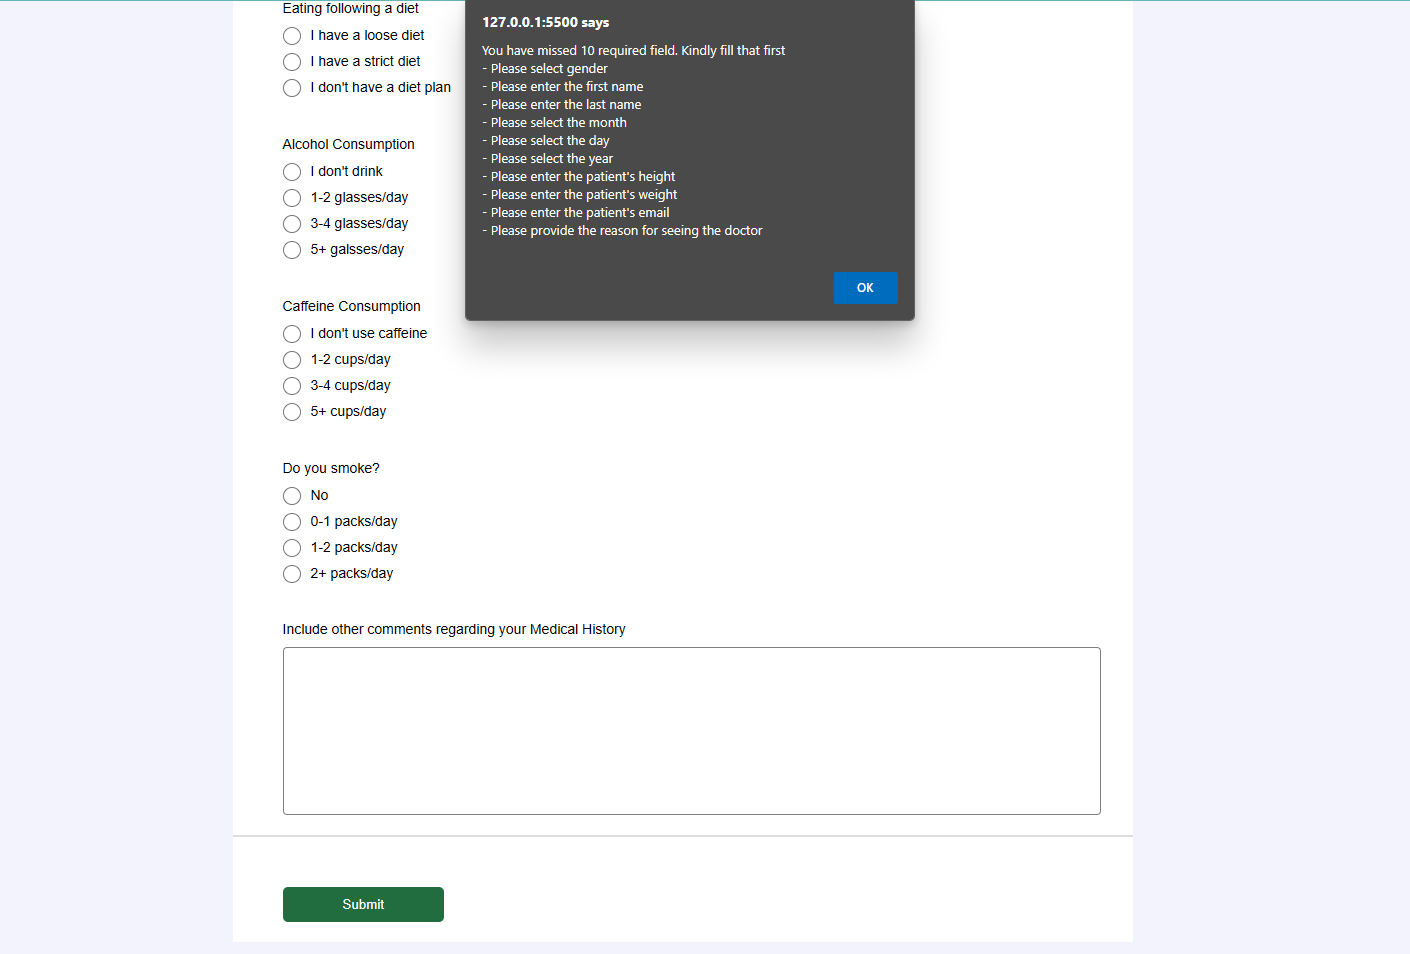 Eating following a diet
I have a loose diet
I have a strict diet
I don't have a diet plan
Alcohol Consumption
I don't drink
1-2 glasses/day
3-4 glasses/day
5+ galsses/day
Caffeine Consumption
I don't use caffeine
1-2 cups/day
3-4 cups/day
5+ cups/day
Do you smoke?
No
0-1 packs/day
1-2 packs/day
2+ packs/day
Include other comments regarding your Medical History
Submit
127.0.0.1:5500 says
You have missed 10 required field. Kindly fill that first
- Please select gender
- Please enter the first name
- Please enter the last name
- Please select the month
- Please select the day
- Please select the year
- Please enter the patient's height
- Please enter the patient's weight
- Please enter the patient's email
- Please provide the reason for seeing the doctor
OK